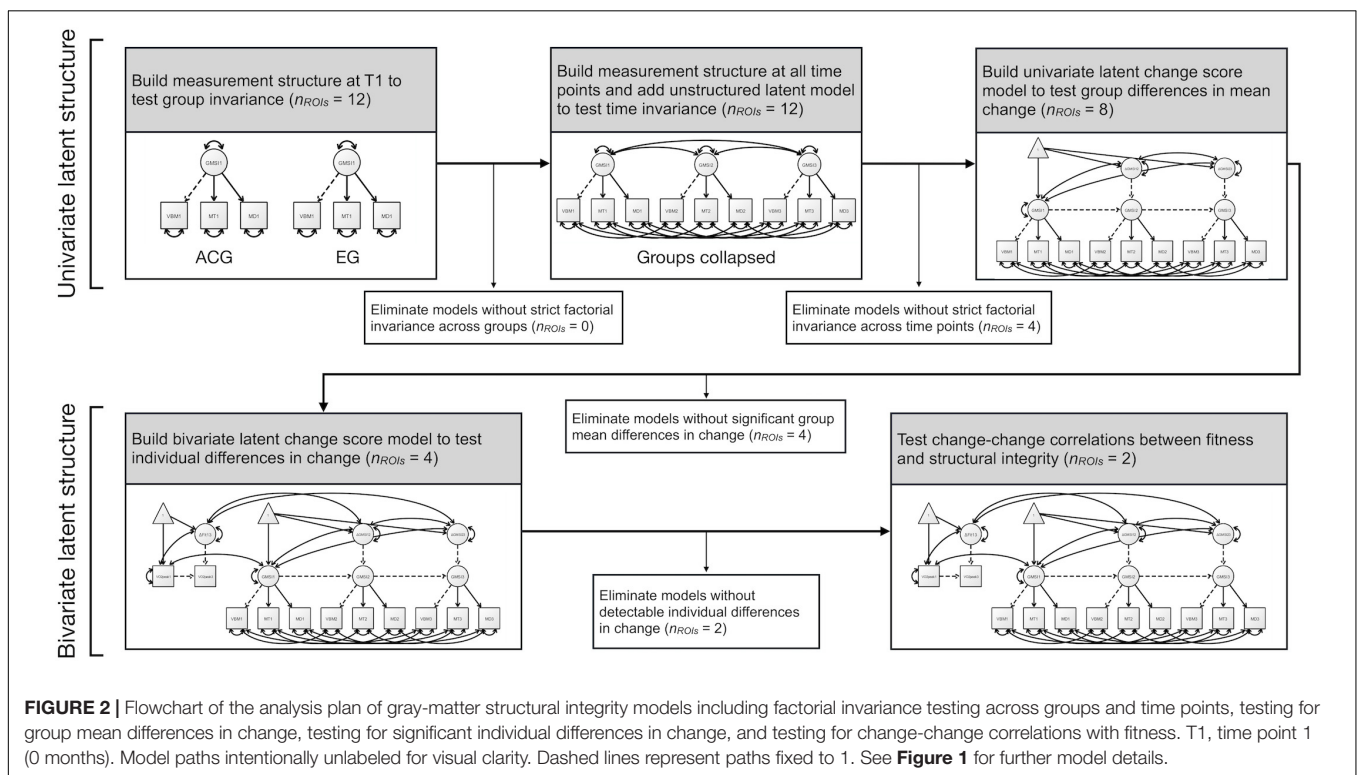 Univariate latent structure
Build measurement structure at T1 to
test group invariance (nROIs = 12)
GMSI1
GMSI1
VBM1
MT1
MD1
VBM1
MT1
MD1
ACG
EG
Build measurement structure at all time
points and add unstructured latent model
to test time invariance (nROIs = 12)
GMSI1
GMSI2
GMSI3
VBM1
MT1
MD1
VBM2
MT2
MD2
VBM3
MT3
MD3
Groups collapsed
Build univariate latent change score
model to test group differences in mean
change (nROIs = 8)
GMSI1
GMSI2
GMSI3
VBM1
MT1
MD1
VBM2
MT2
MD2
VBM3
MT3
MD3
Eliminate models without strict factorial
invariance across groups (nROIs = 0)
Eliminate models without strict factorial
invariance across time points (nROIs = 4)
Eliminate models without significant group
mean differences in change (nROIs = 4)
Bivariate latent structure
Build bivariate latent change score model to test
individual differences in change (nROIs = 4)
GMSI1
GMSI2
GMSI3
VBM1
MT1
MD1
VBM2
MT2
MD2
VBM3
MT3
MD3
Eliminate models without
detectable individual differences
in change (nROIs = 2)
Test change-change correlations between fitness
and structural integrity (nROIs = 2)
GMSI1
GMSI2
GMSI3
VBM1
MT1
MD1
VBM2
MT2
MD2
VBM3
MT3
MD3
FIGURE 2 | Flowchart of the analysis plan of gray-matter structural integrity models including factorial invariance testing across groups and time points, testing for
group mean differences in change, testing for significant individual differences in change, and testing for change-change correlations with fitness. T1, time point 1
(0 months). Model paths intentionally unlabeled for visual clarity. Dashed lines represent paths fixed to 1. See Figure 1 for further model details.